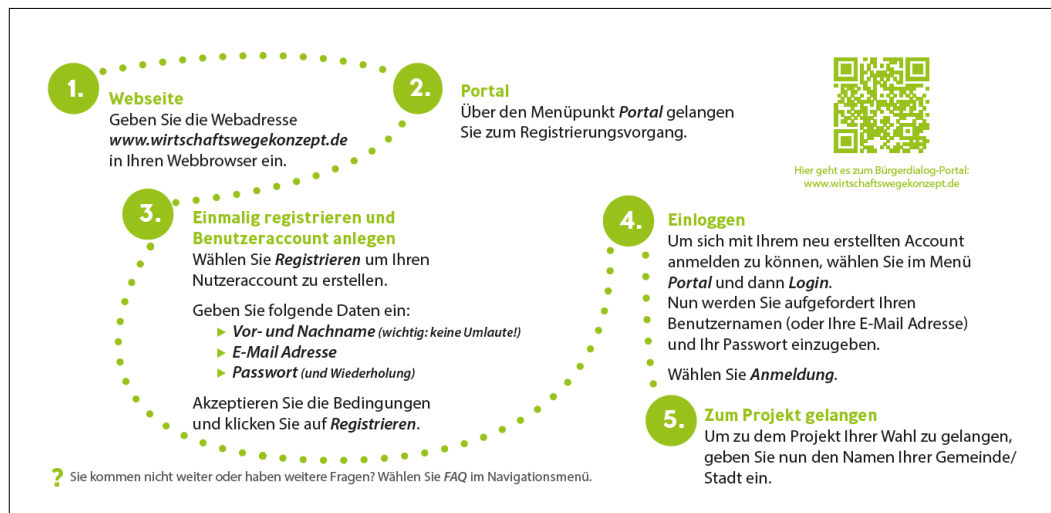 1.
Webseite
Geben Sie die Webadresse
www.wirtschaftswegekonzept.de
in Ihren Webbrowser ein.
2.
Portal
Über den Menüpunkt Portal gelangen
Sie zum Registrierungsvorgang.
Hier geht es zum Bürgerdialog-Portal:
www.wirtschaftswegekonzept.de
3.
Einmalig registrieren und
Benutzeraccount anlegen
Wählen Sie Registrieren um Ihren
Nutzeraccount zu erstellen.
Geben Sie folgende Daten ein:
► Vor- und Nachname (wichtig: keine Umlaute!)
► E-Mail Adresse
► Passwort (und Wiederholung)
Akzeptieren Sie die Bedingungen
und klicken Sie auf Registrieren.
4.
Einloggen
Um sich mit Ihrem neu erstellten Account
anmelden zu können, wählen Sie im Menü
Portal und dann Login.
Nun werden Sie aufgefordert Ihren
Benutzernamen (oder Ihre E-Mail Adresse)
und Ihr Passwort einzugeben.
Wählen Sie Anmeldung.
5.
Zum Projekt gelangen
Um zu dem Projekt Ihrer Wahl zu gelangen,
geben Sie nun den Namen Ihrer Gemeinde/
Stadt ein.
? Sie kommen nicht weiter oder haben weitere Fragen? Wählen Sie FAQ im Navigationsmenü.